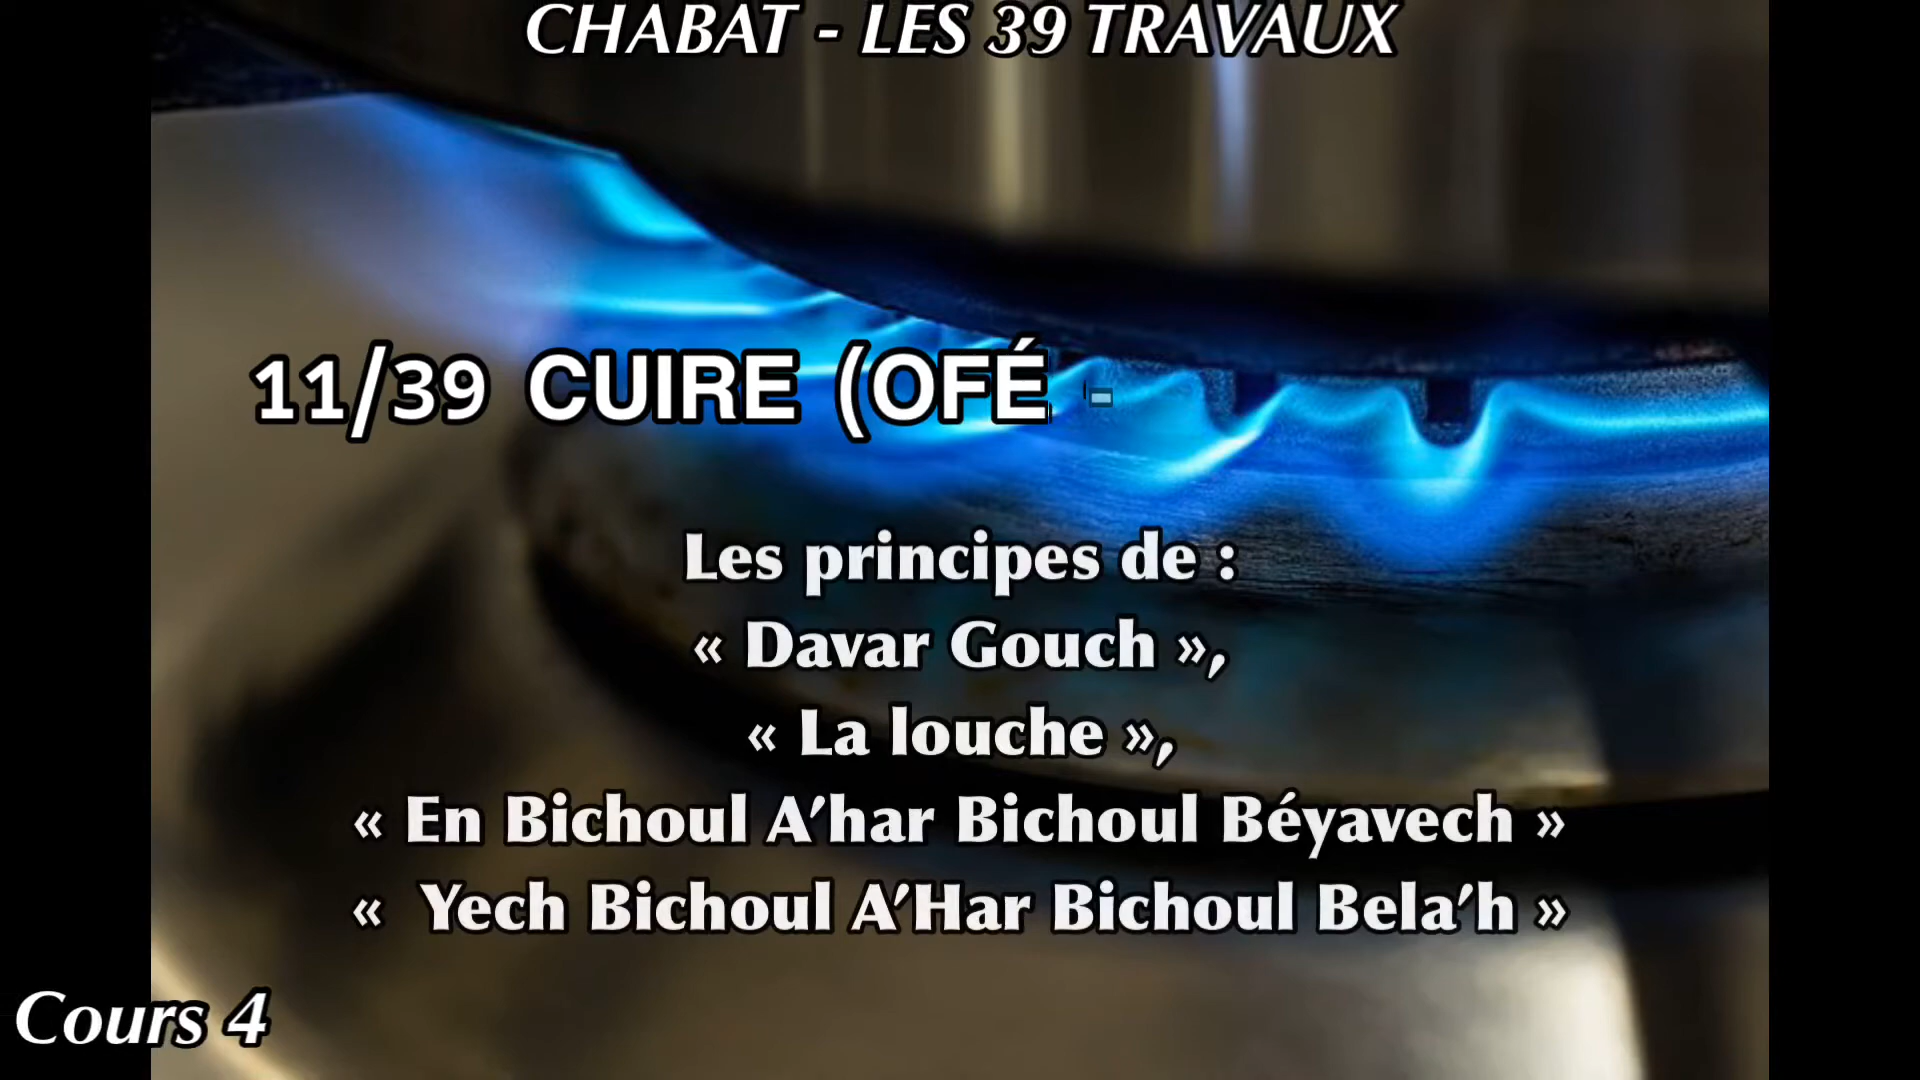 CHABAT - LES 39 TRAVAUX
11/39 CUIRE (OFÉ -
Les principes de :
« Davar Gouch »,
« La louche »,
« En Bichoul A’har Bichoul Béyavech »
« Yech Bichoul A’Har Bichoul Bela’h »
Cours 4